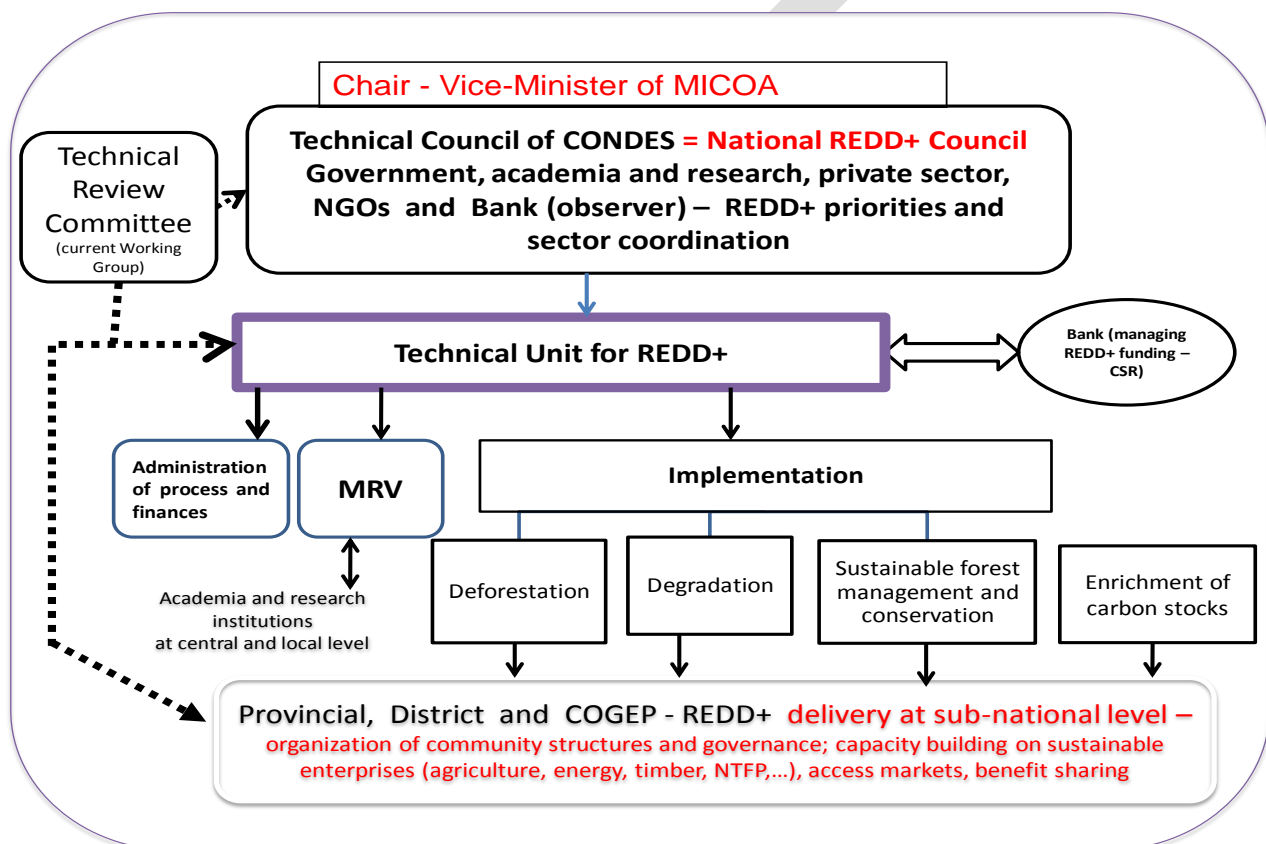 Chair - Vice-Minister of MICOA
Technical
Review
Committee
(current Working
Group)
Technical Council of CONDES = National REDD+ Council
Government, academia and research, private sector,
NGOs and Bank (observer) – REDD+ priorities and
sector coordination
Technical Unit for REDD+
Bank (managing
REDD+ funding –
CSR)
Administration
of process and
finances
MRV
Implementation
Academia and research
institutions
at central and local level
Deforestation
Degradation
Sustainable forest
management and
conservation
Enrichment of
carbon stocks
Provincial, District and COGEP - REDD+ delivery at sub-national level –
organization of community structures and governance; capacity building on sustainable
enterprises (agriculture, energy, timber, NTFP,...), access markets, benefit sharing